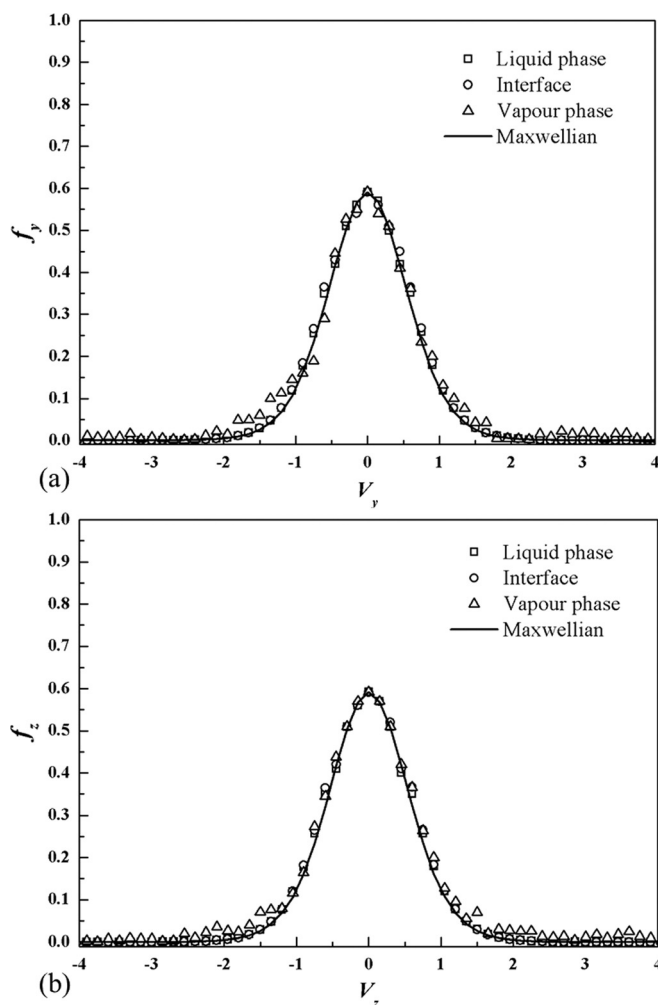 1.0
Liquid phase
0.9
Interface
0.8
Vapour phase
0.7
Maxwellian
0.6
f_y
0.5
0.4
0.3
0.2
0.1
0.0
-4 -3 -2 -1 0 1 2 3 4
(a)
V_y
1.0
Liquid phase
0.9
Interface
0.8
Vapour phase
0.7
Maxwellian
0.6
f_z
0.5
0.4
0.3
0.2
0.1
0.0
-4 -3 -2 -1 0 1 2 3 4
(b)
V_z